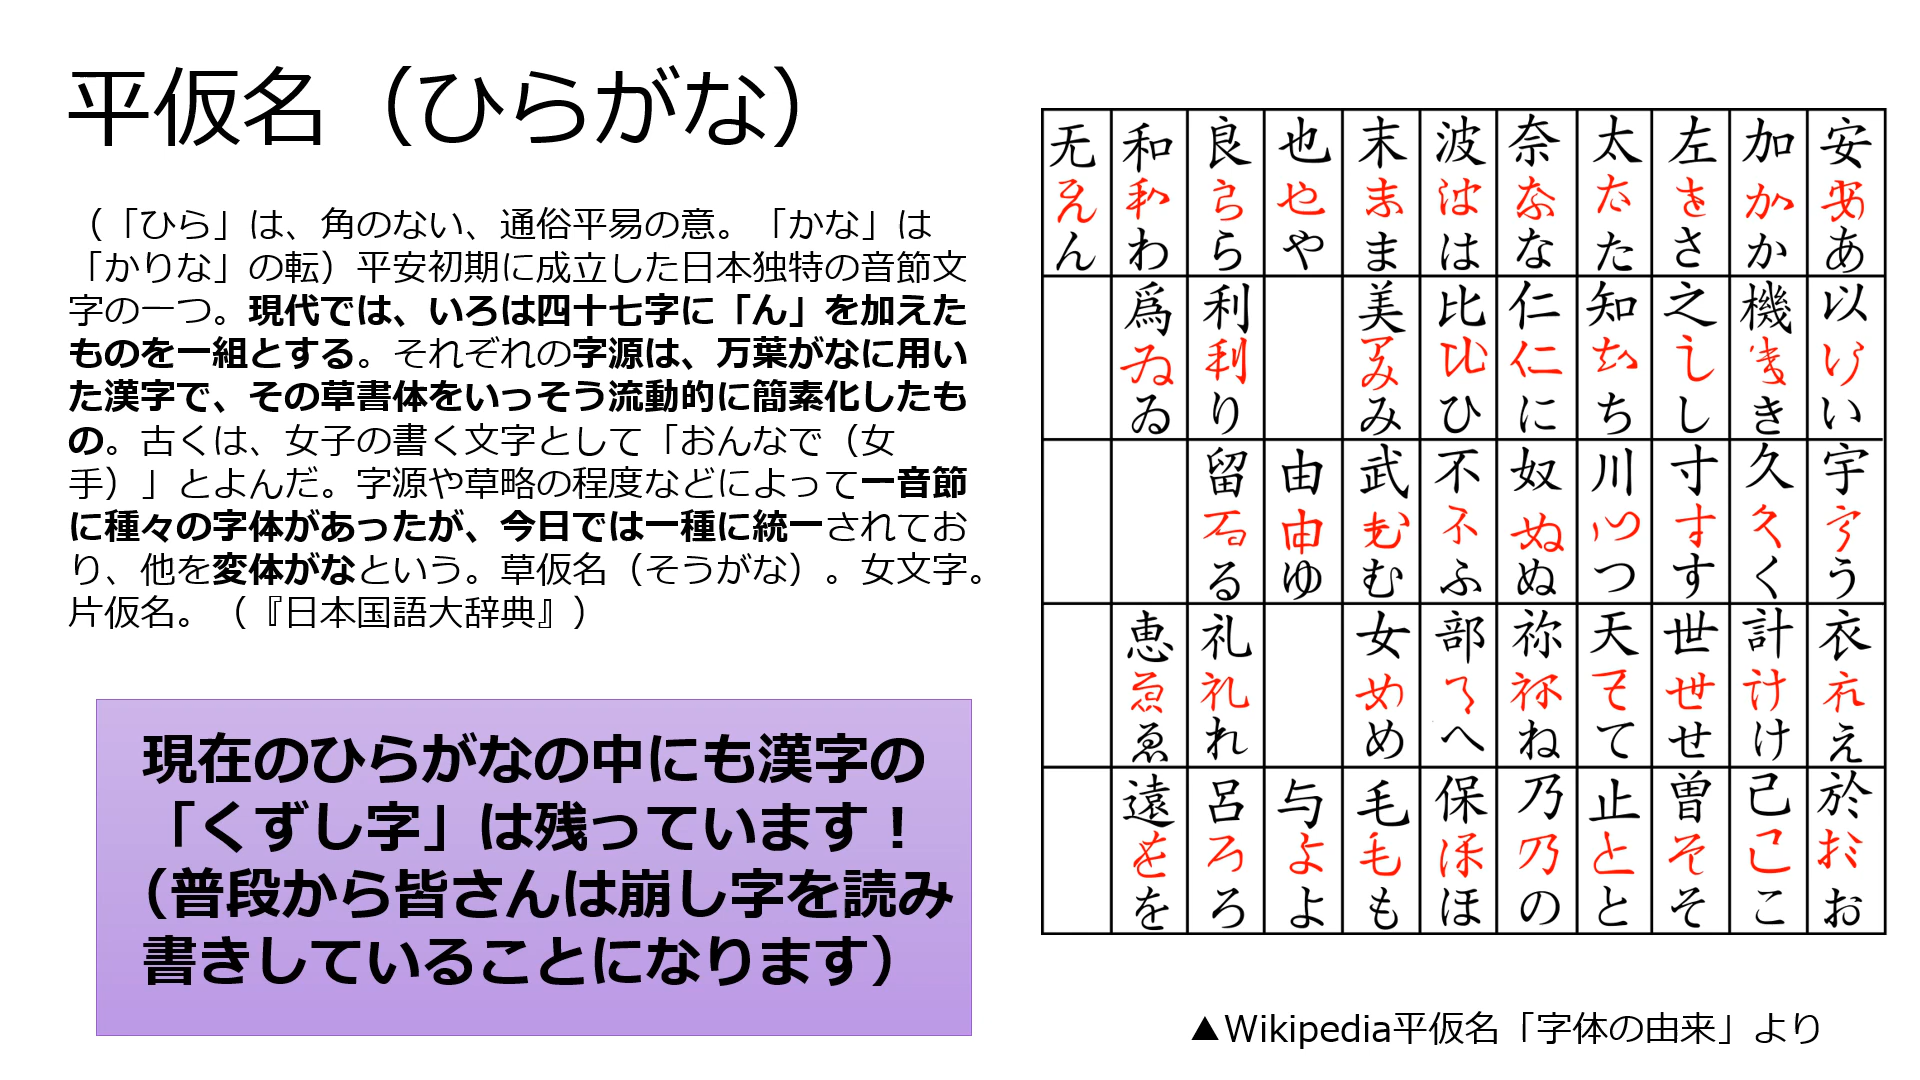 平仮名（ひらがな）
（「ひら」は、角のない、通俗平易の意。「かな」は
「かりな」の転）平安初期に成立した日本独特の音節文
字の一つ。現代では、いろは四十七字に「ん」を加えた
ものを一組とする。それぞれの字源は、万葉がなに用い
た漢字で、その草書体をいっそう流動的に簡素化したも
の。古くは、女子の書く文字として「おんなで（女
手）」とよんだ。字源や草略の程度などによって一音節
に種々の字体があったが、今日では一種に統一されてお
り、他を変体がなという。草仮名（そうがな）。女文字。
片仮名。（『日本国語大辞典』）
現在のひらがなの中にも漢字の
「くずし字」は残っています！
（普段から皆さんは崩し字を読み
書きしていることになります）
无 和 良 也 末 波 奈 太 左 加 安
ん わ ら や ま は な た さ か あ
爲 利 美 比 仁 知 之 機 以
ゐ り み ひ に ち し き い
留 由 武 不 奴 川 寸 久 宇
る ゆ む ふ ぬ つ す く う
恵 礼 女 部 祢 天 世 計 衣
ゑ れ め へ ね て せ け え
遠 呂 与 毛 保 乃 止 曽 己 於
を ろ よ も ほ の と そ こ お
▲Wikipedia平仮名「字体の由来」より